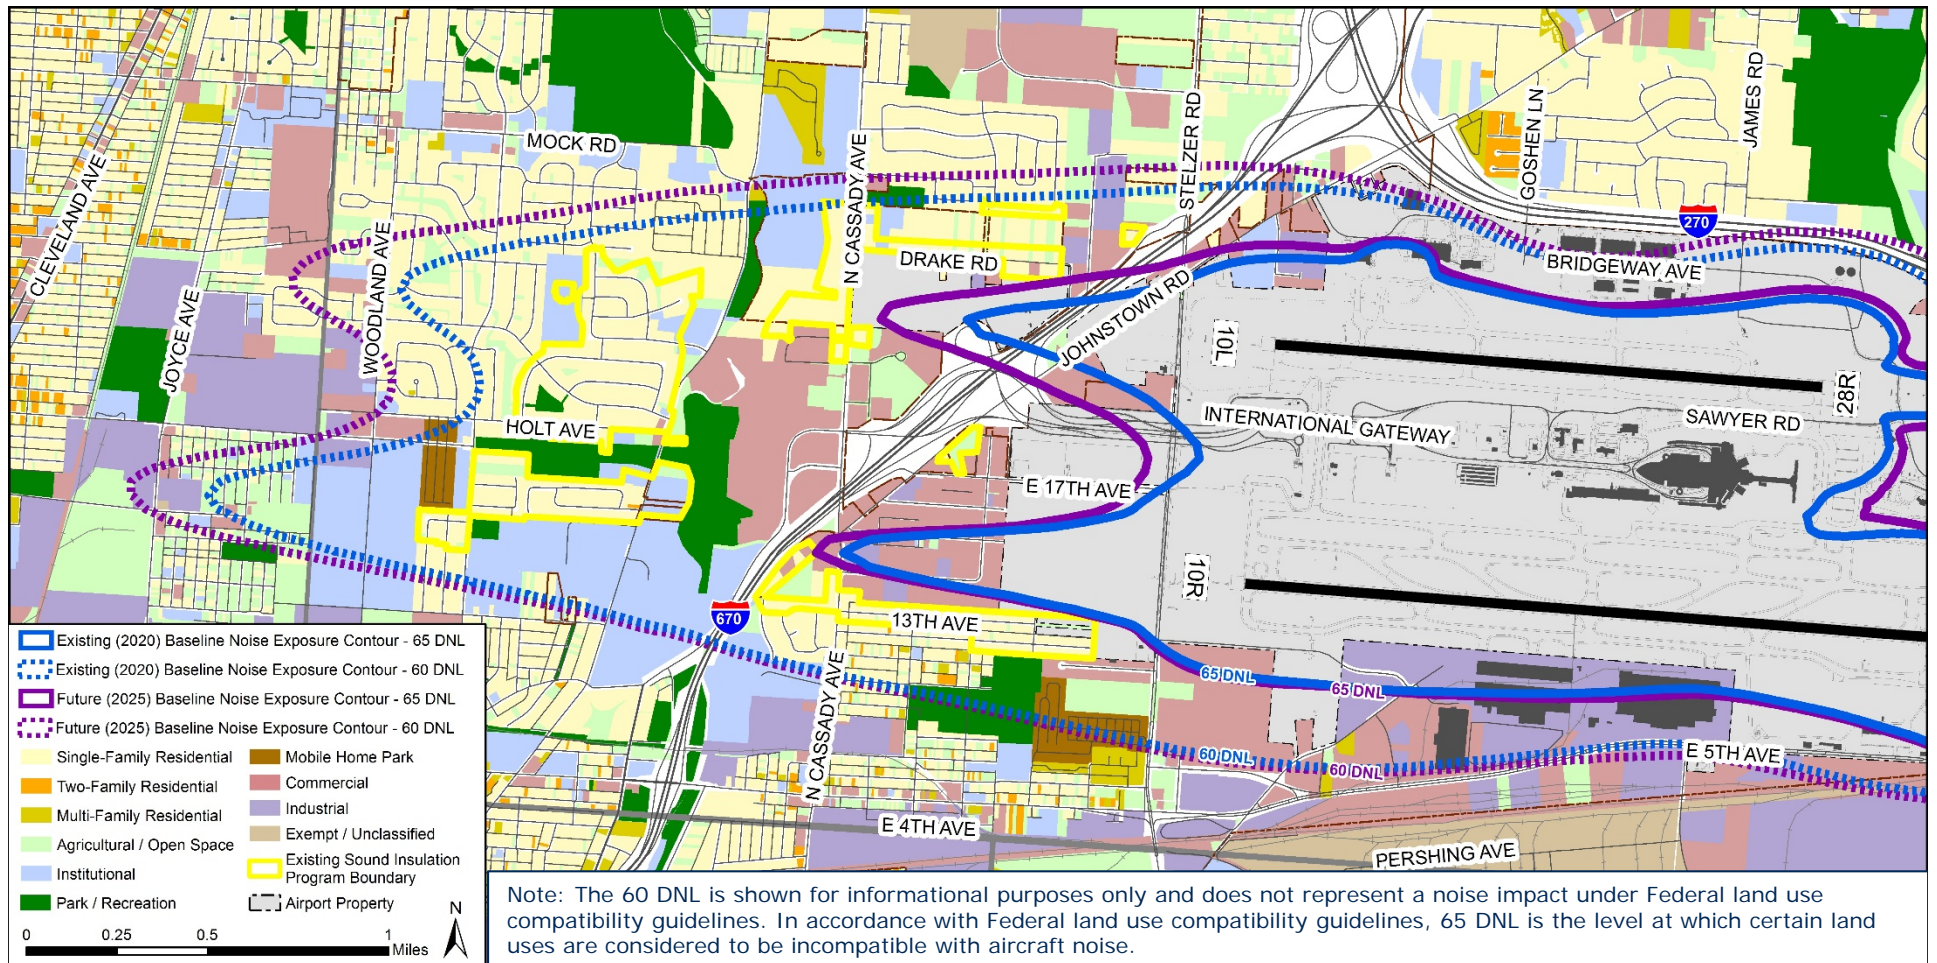 MOCK RD
CLEVELAND AVE
JOYCE AVE
WOODLAND AVE
HOLT AVE
N CASSADY AVE
DRAKE RD
STELZER RD
JOHNSTOWN RD
GOSHEN LN
JAMES RD
270
BRIDGEWAY AVE
10L
28R
INTERNATIONAL GATEWAY
SAWYER RD
E 17TH AVE
10R
670
13TH AVE
N CASSADY AVE
65 DNL
65 DNL
60 DNL
60 DNL
E 5TH AVE
E 4TH AVE
PERSHING AVE
Existing (2020) Baseline Noise Exposure Contour - 65 DNL
Existing (2020) Baseline Noise Exposure Contour - 60 DNL
Future (2025) Baseline Noise Exposure Contour - 65 DNL
Future (2025) Baseline Noise Exposure Contour - 60 DNL
Single-Family Residential
Two-Family Residential
Multi-Family Residential
Agricultural / Open Space
Institutional
Park / Recreation
Mobile Home Park
Commercial
Industrial
Exempt / Unclassified
Existing Sound Insulation
Program Boundary
Airport Property
0 0.25 0.5 1
Miles
N
Note: The 60 DNL is shown for informational purposes only and does not represent a noise impact under Federal land use
compatibility guidelines. In accordance with Federal land use compatibility guidelines, 65 DNL is the level at which certain land
uses are considered to be incompatible with aircraft noise.